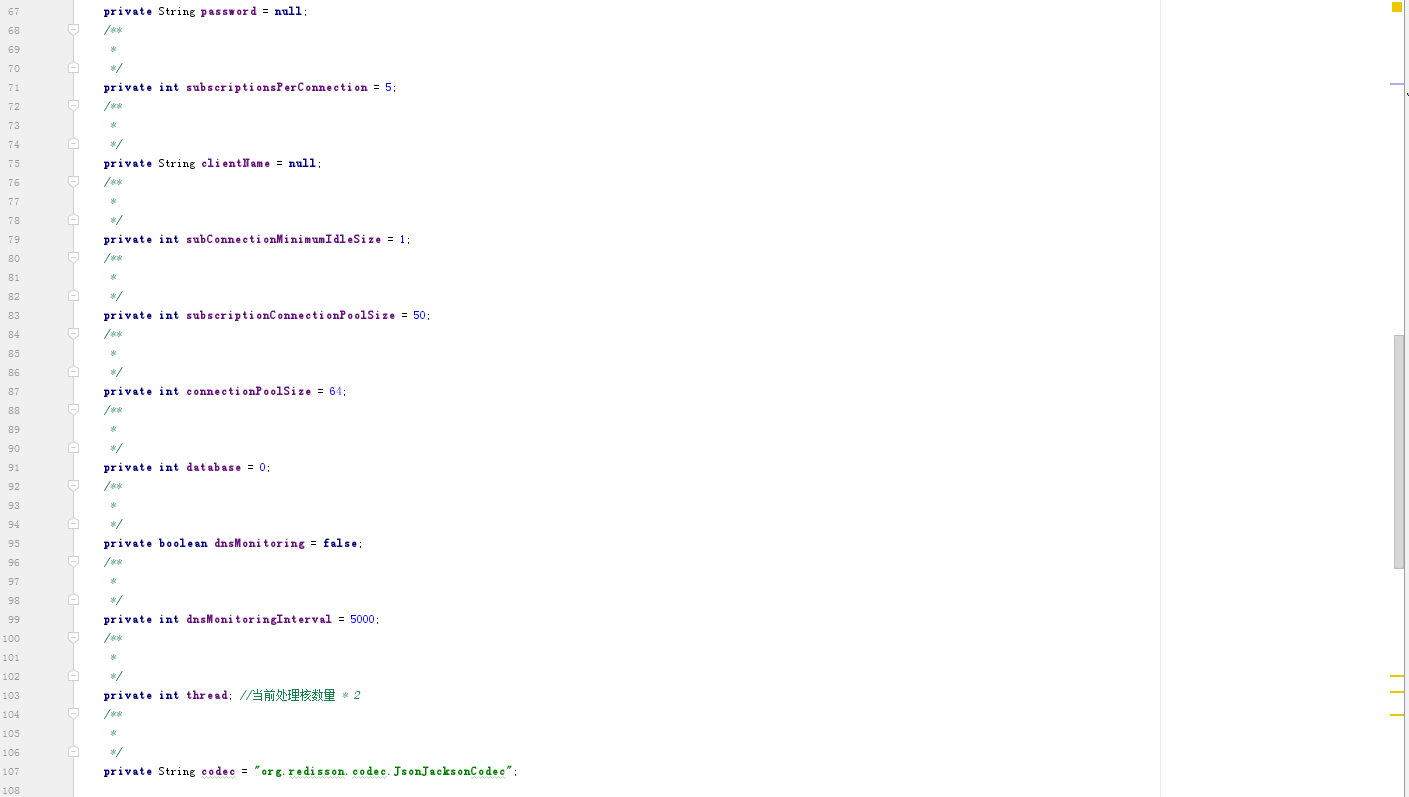 67 private String password = null;
68 /**
69 *
70 */
71 private int subscriptionsPerConnection = 5;
72 /**
73 *
74 */
75 private String clientName = null;
76 /**
77 *
78 */
79 private int subConnectionMinimumIdleSize = 1;
80 /**
81 *
82 */
83 private int subscriptionConnectionPoolSize = 50;
84 /**
85 *
86 */
87 private int connectionPoolSize = 64;
88 /**
89 *
90 */
91 private int database = 0;
92 /**
93 *
94 */
95 private boolean dnsMonitoring = false;
96 /**
97 *
98 */
99 private int dnsMonitoringInterval = 5000;
100 /**
101 *
102 */
103 private int thread; //当前处理核数量 * 2
104 /**
105 *
106 */
107 private String codec = "org.redisson.codec.JsonJacksonCodec";
108